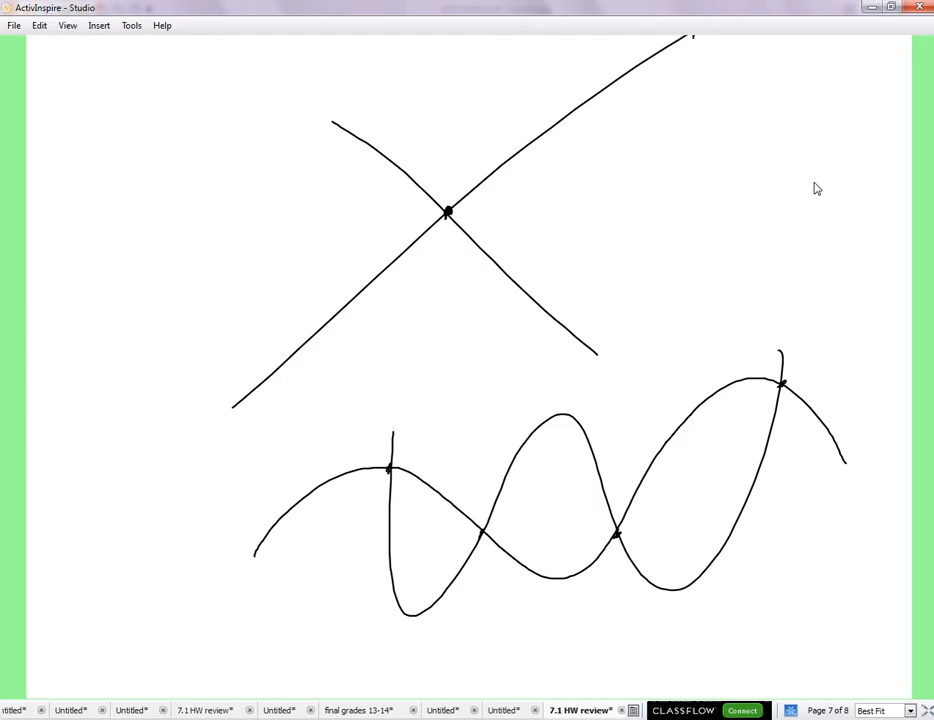 ActivInspire - Studio
File Edit View Insert Tools Help
ntitled* Untitled* Untitled* 7.1 HW review* Untitled* final grades 13-14* Untitled* Untitled* 7.1 HW review* CLASSFLOW Connect Page 7 of 8 Best Fit